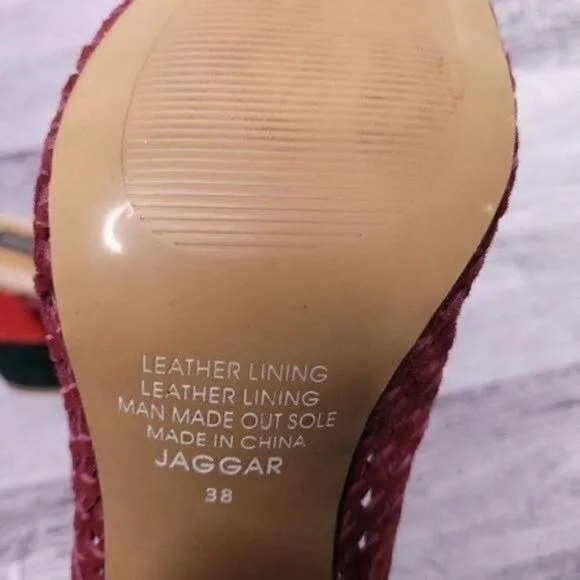 LEATHER LINING
LEATHER LINING
MAN MADE OUT SOLE
MADE IN CHINA
JAGGAR
38